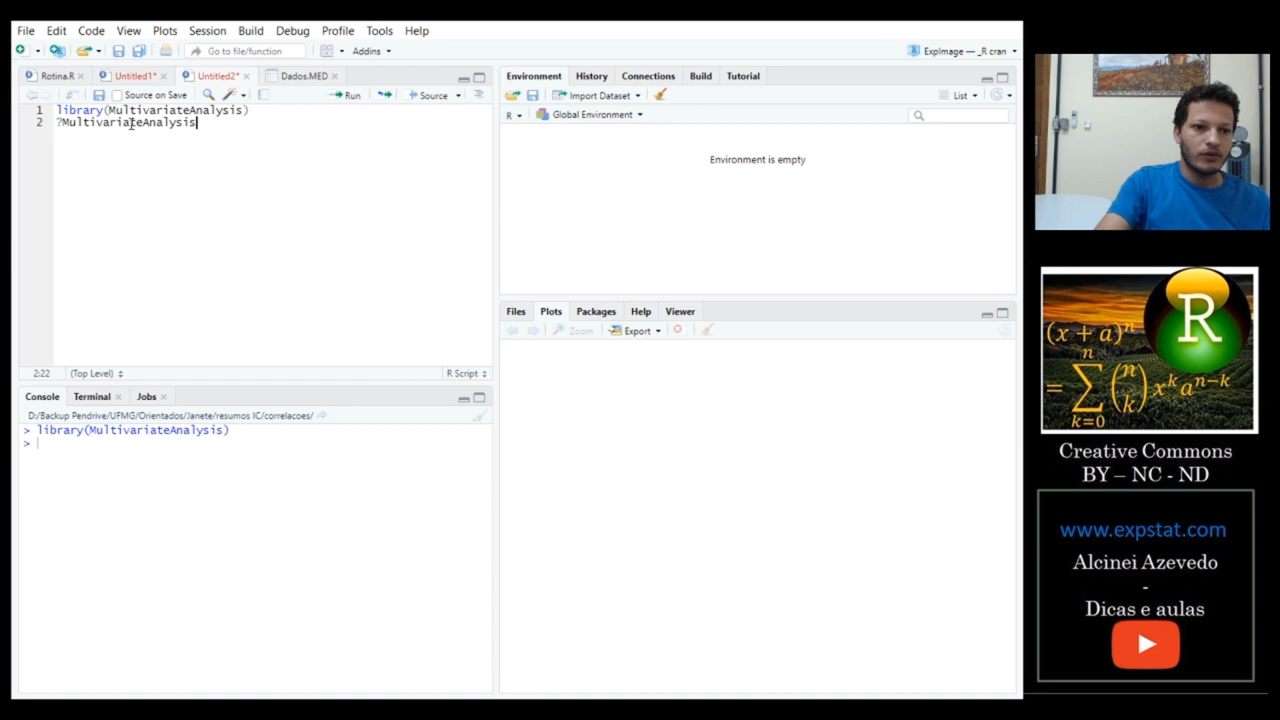 File Edit Code View Plots Session Build Debug Profile Tools Help
Go to file/function Addins ExpImage — _R cran
Rotina.R Untitled1* Untitled2* Dados.MED
Source on Save Run Source
1 library(MultivariateAnalysis)
2 ?MultivariateAnalysis
2:22 (Top Level) R Script
Console Terminal Jobs
D:/Backup Pendrive/UFMG/Orientados/Janete/resumos IC/correlacoes/
> library(MultivariateAnalysis)
>
Environment History Connections Build Tutorial
Import Dataset List
R Global Environment
Environment is empty
Files Plots Packages Help Viewer
Zoom Export
R
(x + a)^n
= ∑ n k=0 (n k) x^k a^n−k
Creative Commons
BY – NC - ND
www.expstat.com
Alcinei Azevedo
-
Dicas e aulas